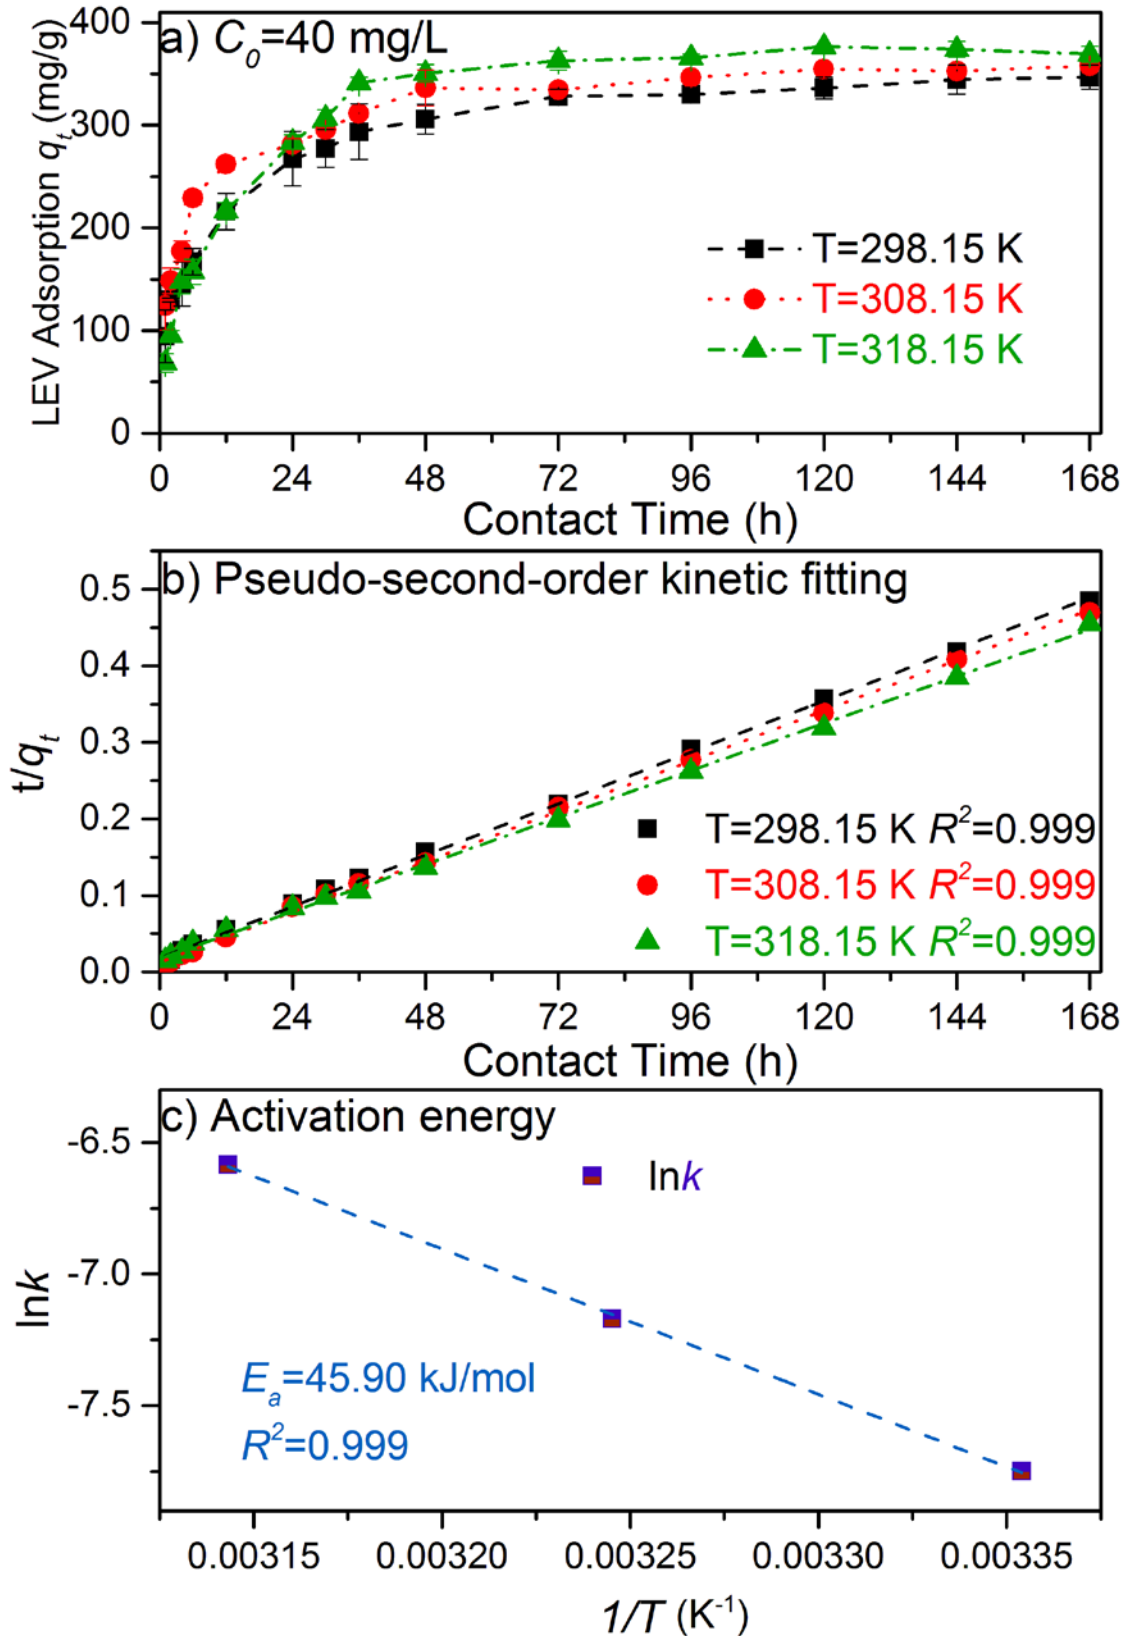 a) C₀=40 mg/L
LEV Adsorption qₜ (mg/g)
400
300
200
100
0
T=298.15 K
T=308.15 K
T=318.15 K
0 24 48 72 96 120 144 168
Contact Time (h)
b) Pseudo-second-order kinetic fitting
t/qₜ
0.5
0.4
0.3
0.2
0.1
0.0
T=298.15 K R²=0.999
T=308.15 K R²=0.999
T=318.15 K R²=0.999
0 24 48 72 96 120 144 168
Contact Time (h)
c) Activation energy
lnk
-6.5
-7.0
-7.5
lnk
Eₐ=45.90 kJ/mol
R²=0.999
0.00315 0.00320 0.00325 0.00330 0.00335
1/T (K⁻¹)